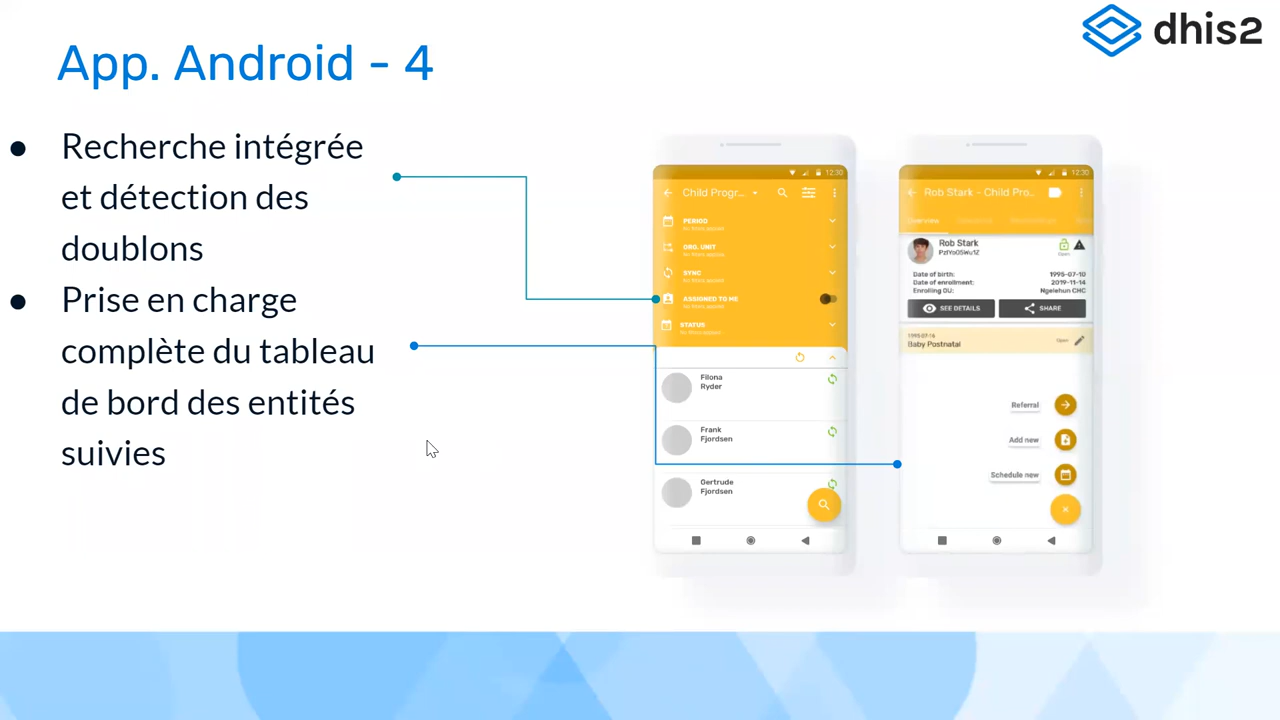 App. Android - 4
dhis2
● Recherche intégrée
et détection des
doublons
● Prise en charge
complète du tableau
de bord des entités
suivies
12:30
Child Progr...
PERIOD
ORG. UNIT
SYNC
ASSIGNED TO ME
STATUS
Filona
Ryder
Frank
Fjordsen
Gertrude
Fjordsen
12:30
Rob Stark - Child Pro...
Overview
Rob Stark
Open
Date of birth: 1995-07-10
Date of enrollment: 2019-11-14
Enrolling OU: Ngelehun CHC
SEE DETAILS SHARE
Baby Postnatal
Open
Referral
Add new
Schedule new